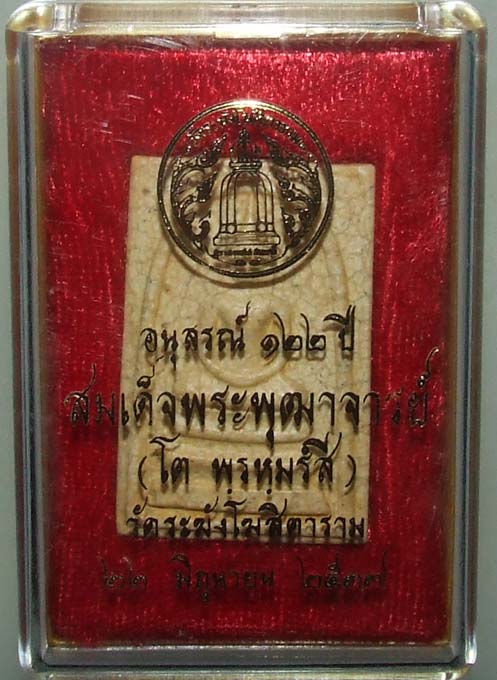 อนุสรณ์ ๑๒๒ ปี
สมเด็จพระพุฒาจารย์
(โต พฺรหฺมรํสี)
วัดระฆังโฆสิตาราม
๒๒ มิถุนายน ๒๕๓๗